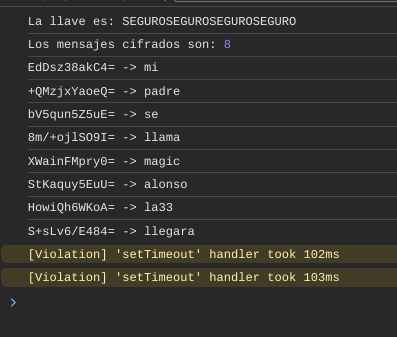 La llave es: SEGUROSEGUROSEGUROSEGURO
Los mensajes cifrados son: 8
EdDsz38akC4= -> mi
+QMzjxYaoeQ= -> padre
bV5qun5Z5uE= -> se
8m/+ojlSO9I= -> llama
XWainFMpry0= -> magic
StKaquy5EuU= -> alonso
HowiQh6WKoA= -> la33
S+sLv6/E484= -> llegara
[Violation] 'setTimeout' handler took 102ms
[Violation] 'setTimeout' handler took 103ms
>